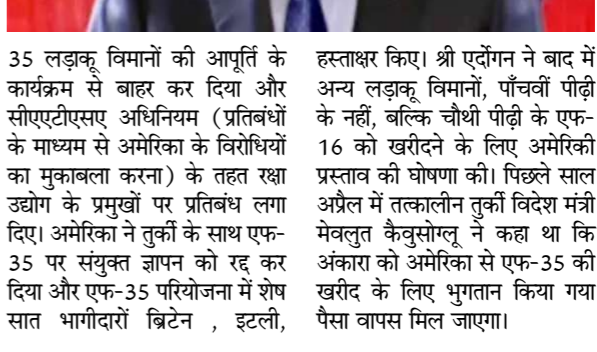 35 लड़ाकू विमानों की आपूर्ति के
कार्यक्रम से बाहर कर दिया और
सीएएटीएसए अधिनियम (प्रतिबंधों
के माध्यम से अमेरिका के विरोधियों
का मुकाबला करना) के तहत रक्षा
उद्योग के प्रमुखों पर प्रतिबंध लगा
दिए। अमेरिका ने तुर्की के साथ एफ-
35 पर संयुक्त ज्ञापन को रद्द कर
दिया और एफ-35 परियोजना में शेष
सात भागीदारों ब्रिटेन , इटली,
हस्ताक्षर किए। श्री एर्दोगन ने बाद में
अन्य लड़ाकू विमानों, पाँचवीं पीढ़ी
के नहीं, बल्कि चौथी पीढ़ी के एफ-
16 को खरीदने के लिए अमेरिकी
प्रस्ताव की घोषणा की। पिछले साल
अप्रैल में तत्कालीन तुर्की विदेश मंत्री
मेवलुत कैवुसोग्लू ने कहा था कि
अंकारा को अमेरिका से एफ-35 की
खरीद के लिए भुगतान किया गया
पैसा वापस मिल जाएगा।